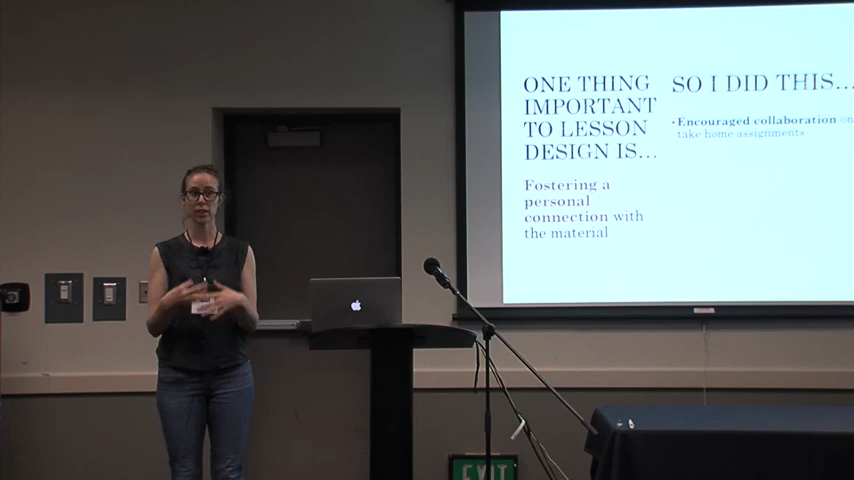 ONE THING
IMPORTANT
TO LESSON
DESIGN IS...
Fostering a
personal
connection with
the material
SO I DID THIS...
• Encouraged collaboration on
take home assignments
EXIT